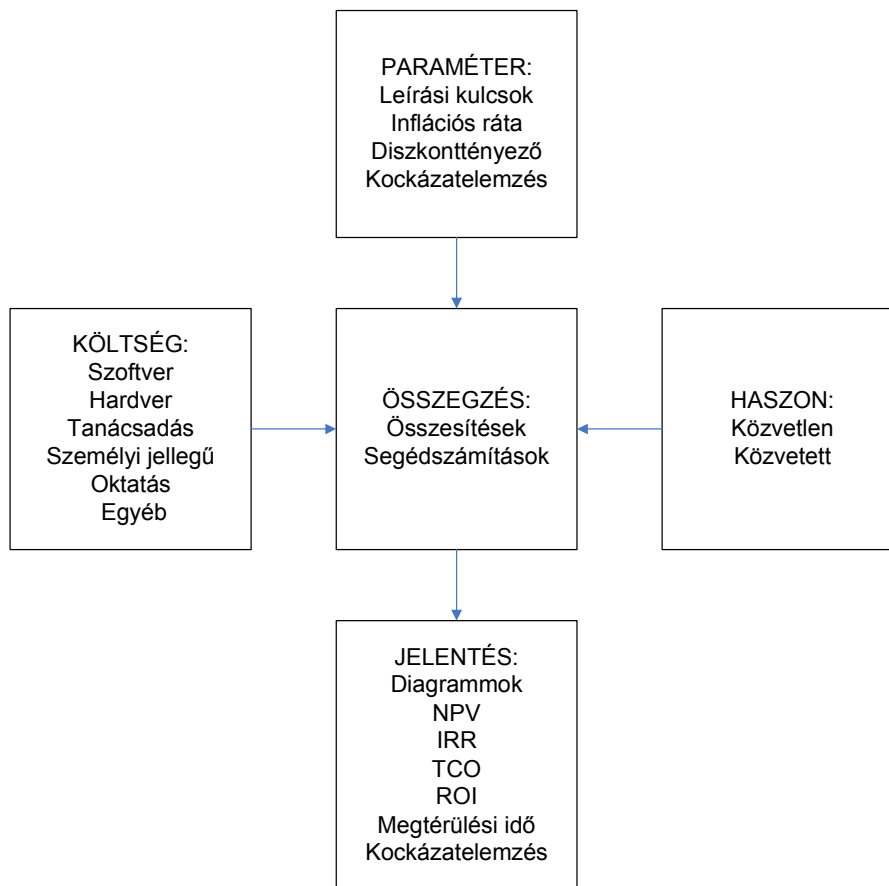 PARAMÉTER:
Leírási kulcsok
Inflációs ráta
Diszkonttényező
Kockázatelemzés
KÖLTSÉG:
Szoftver
Hardver
Tanácsadás
Személyi jellegű
Oktatás
Egyéb
ÖSSZEGZÉS:
Összesítések
Segédszámítások
HASZON:
Közvetlen
Közvetett
JELENTÉS:
Diagrammok
NPV
IRR
TCO
ROI
Megtérülési idő
Kockázatelemzés